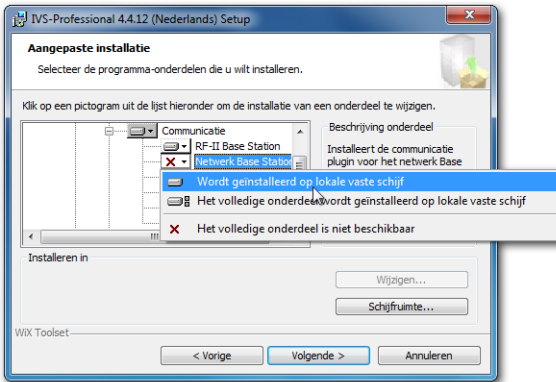 IVS-Professional 4.4.12 (Nederlands) Setup
Aangepaste installatie
Selecteer de programma-onderdelen die u wilt installeren.
Klik op een pictogram uit de lijst hieronder om de installatie van een onderdeel te wijzigen.
Communicatie
RF-II Base Station
Netwerk Base Station
Beschrijving onderdeel
Installeert de communicatie
plugin voor het netwerk Base
Wordt geïnstalleerd op lokale vaste schijf
Het volledige onderdeel wordt geïnstalleerd op lokale vaste schijf
Het volledige onderdeel is niet beschikbaar
Installeren in
Wijzigen...
Schijfruimte...
WiX Toolset
< Vorige
Volgende >
Annuleren